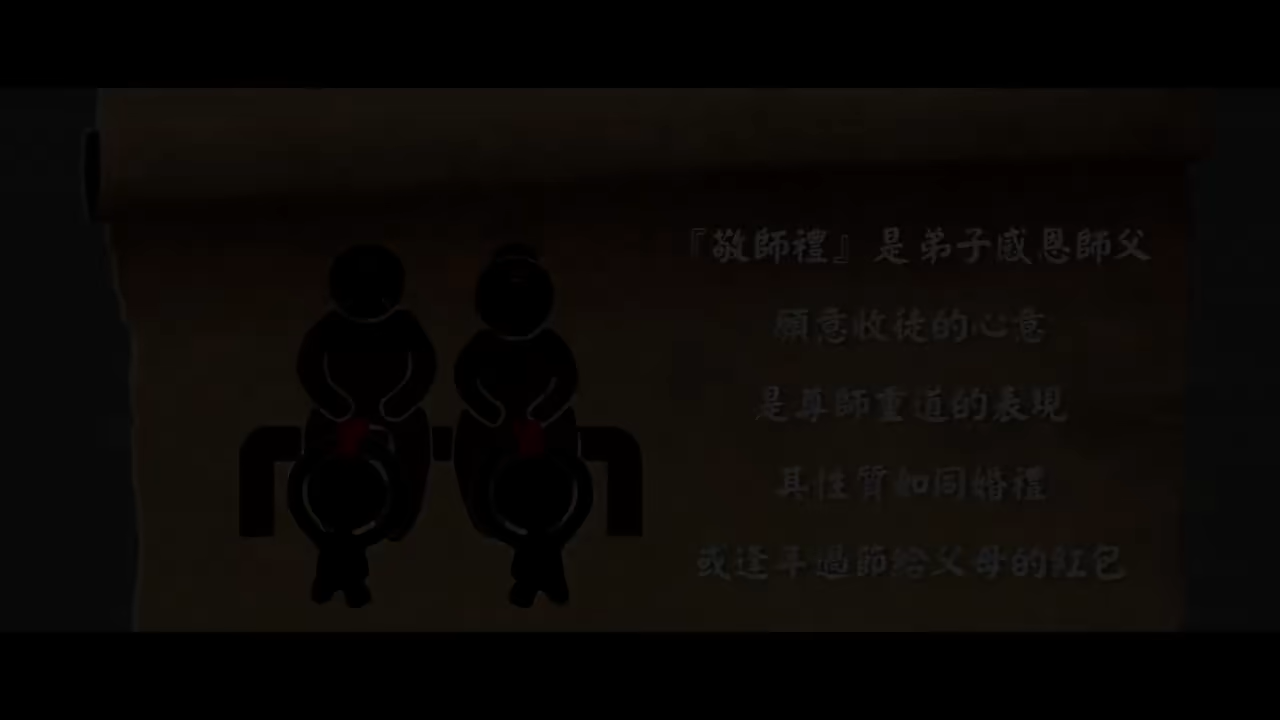 『敬師禮』是弟子感恩師父
願意收徒的心意
是尊師重道的表現
其性質如同婚禮
或逢年過節給父母的紅包